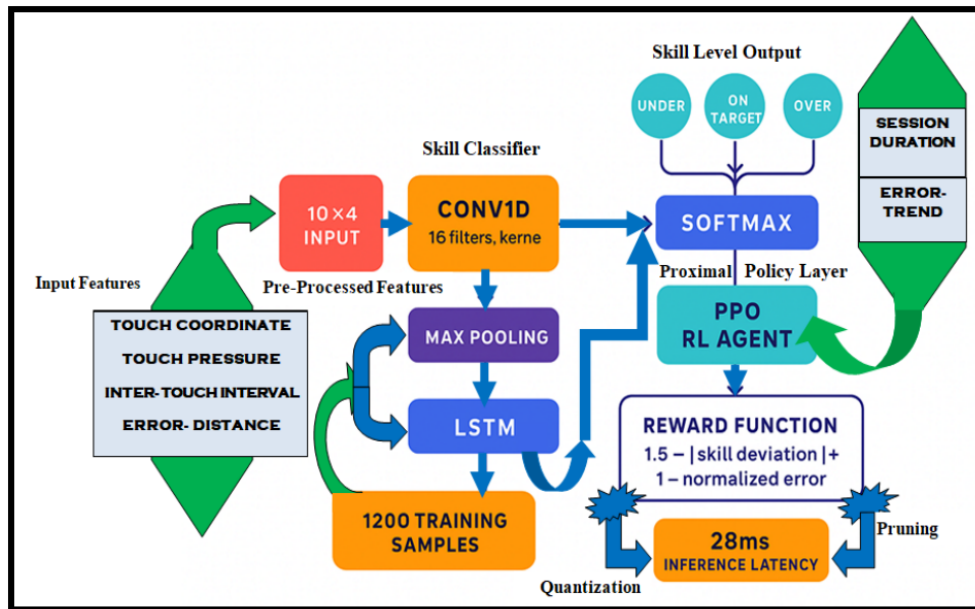 Skill Level Output
UNDER
ON
TARGET
OVER
SESSION
DURATION
ERROR-
TREND
Skill Classifier
10×4
INPUT
CONV1D
16 filters, kerne
SOFTMAX
Input Features
Pre-Processed Features
Proximal
Policy Layer
TOUCH COORDINATE
TOUCH PRESSURE
INTER-TOUCH INTERVAL
ERROR- DISTANCE
MAX POOLING
PPO
RL AGENT
LSTM
REWARD FUNCTION
1.5 – |skill deviation |+
1 – normalized error
1200 TRAINING
SAMPLES
28ms
INFERENCE LATENCY
Pruning
Quantization